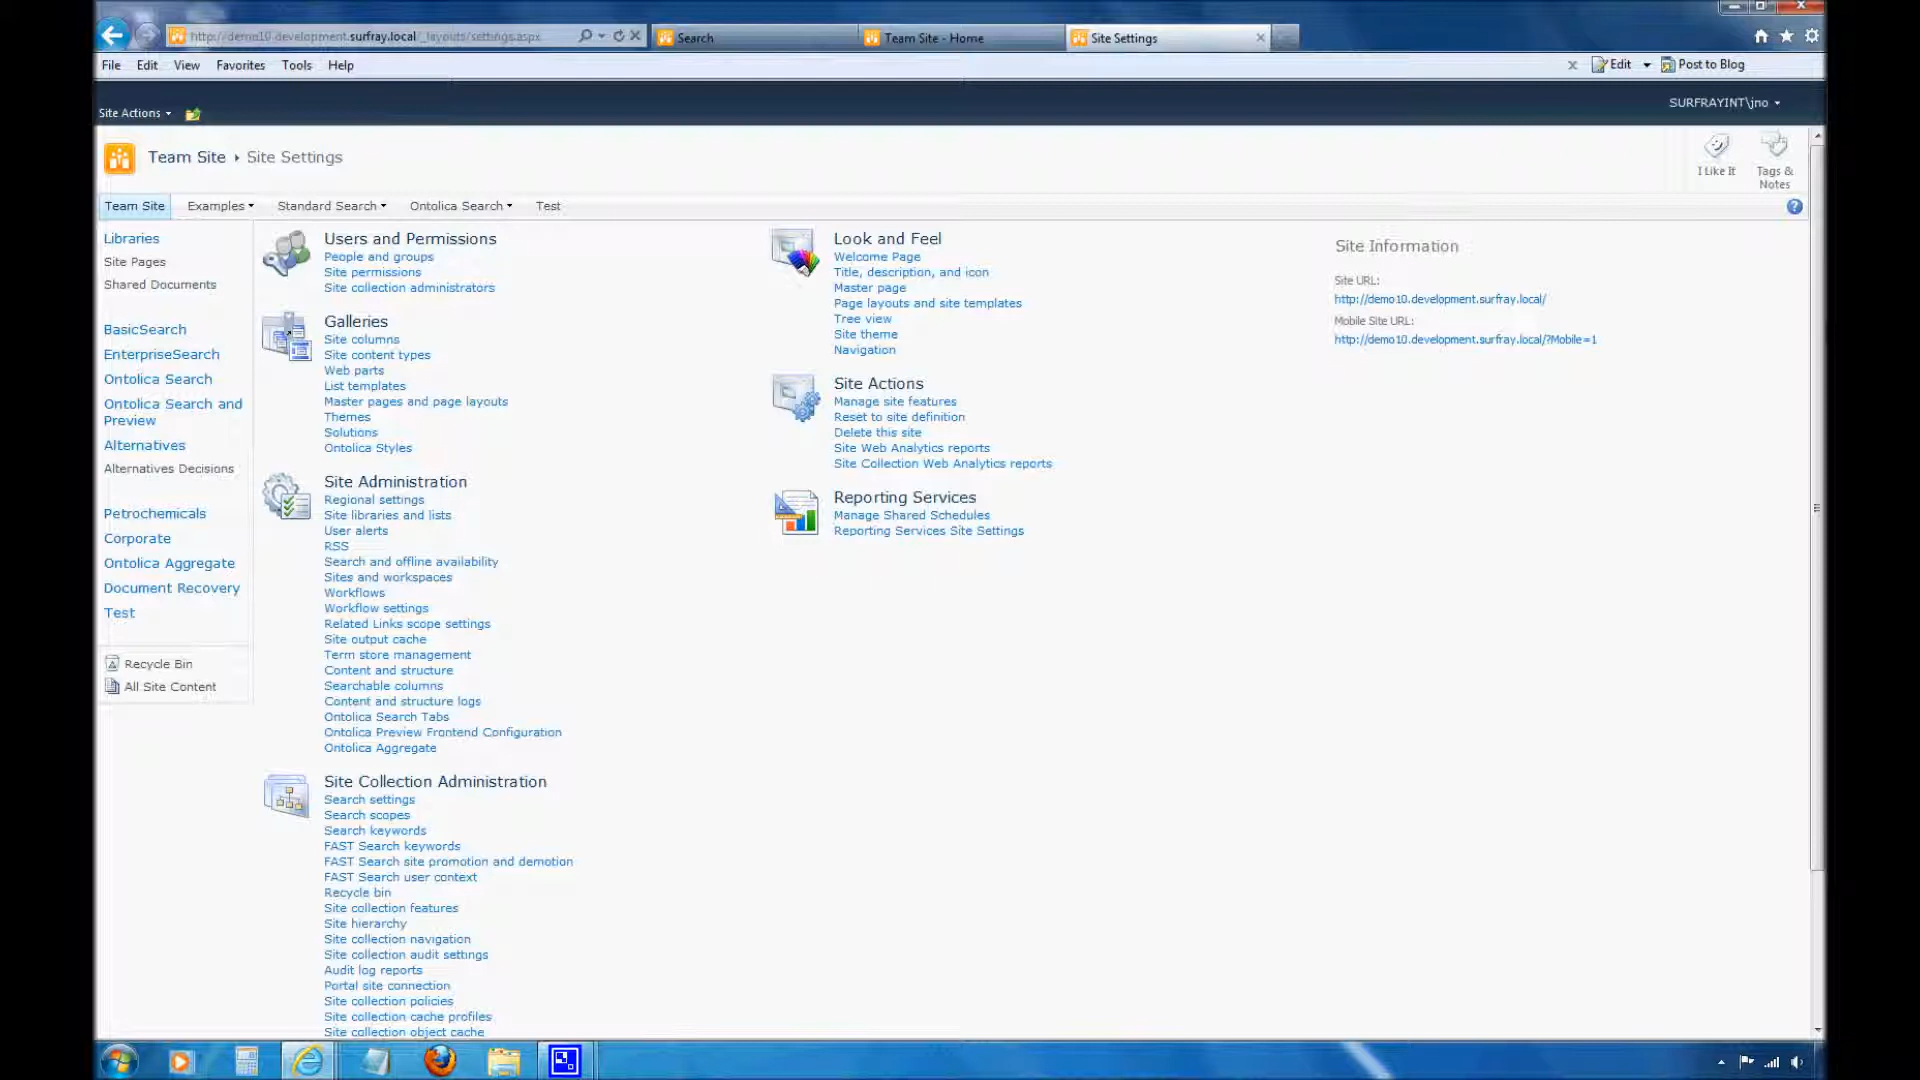 http://demo10.development.surfray.local/_layouts/settings.aspx
Search
Team Site - Home
Site Settings
File Edit View Favorites Tools Help
Edit
Post to Blog
Site Actions
SURFRAYINT\jno
Team Site
Site Settings
I Like It
Tags &
Notes
Team Site
Examples
Standard Search
Ontolica Search
Test
Libraries
Site Pages
Shared Documents
BasicSearch
EnterpriseSearch
Ontolica Search
Ontolica Search and
Preview
Alternatives
Alternatives Decisions
Petrochemicals
Corporate
Ontolica Aggregate
Document Recovery
Test
Recycle Bin
All Site Content
Users and Permissions
People and groups
Site permissions
Site collection administrators
Galleries
Site columns
Site content types
Web parts
List templates
Master pages and page layouts
Themes
Solutions
Ontolica Styles
Site Administration
Regional settings
Site libraries and lists
User alerts
RSS
Search and offline availability
Sites and workspaces
Workflows
Workflow settings
Related Links scope settings
Site output cache
Term store management
Content and structure
Searchable columns
Content and structure logs
Ontolica Search Tabs
Ontolica Preview Frontend Configuration
Ontolica Aggregate
Site Collection Administration
Search settings
Search scopes
Search keywords
FAST Search keywords
FAST Search site promotion and demotion
FAST Search user context
Recycle bin
Site collection features
Site hierarchy
Site collection navigation
Site collection audit settings
Audit log reports
Portal site connection
Site collection policies
Site collection cache profiles
Site collection object cache
Look and Feel
Welcome Page
Title, description, and icon
Master page
Page layouts and site templates
Tree view
Site theme
Navigation
Site Actions
Manage site features
Reset to site definition
Delete this site
Site Web Analytics reports
Site Collection Web Analytics reports
Reporting Services
Manage Shared Schedules
Reporting Services Site Settings
Site Information
Site URL:
http://demo10.development.surfray.local/
Mobile Site URL:
http://demo10.development.surfray.local/?Mobile=1